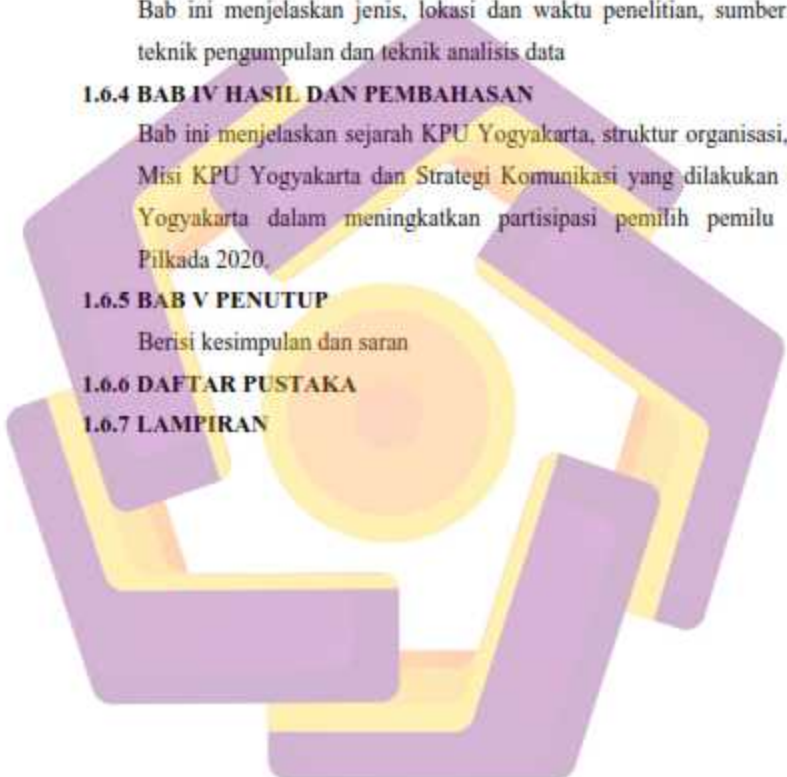 Bab ini menjelaskan jenis, lokasi dan waktu penelitian, sumber
teknik pengumpulan dan teknik analisis data
1.6.4 BAB IV HASIL DAN PEMBAHASAN
Bab ini menjelaskan sejarah KPU Yogyakarta, struktur organisasi,
Misi KPU Yogyakarta dan Strategi Komunikasi yang dilakukan
Yogyakarta dalam meningkatkan partisipasi pemilih pemilu
Pilkada 2020.
1.6.5 BAB V PENUTUP
Berisi kesimpulan dan saran
1.6.6 DAFTAR PUSTAKA
1.6.7 LAMPIRAN